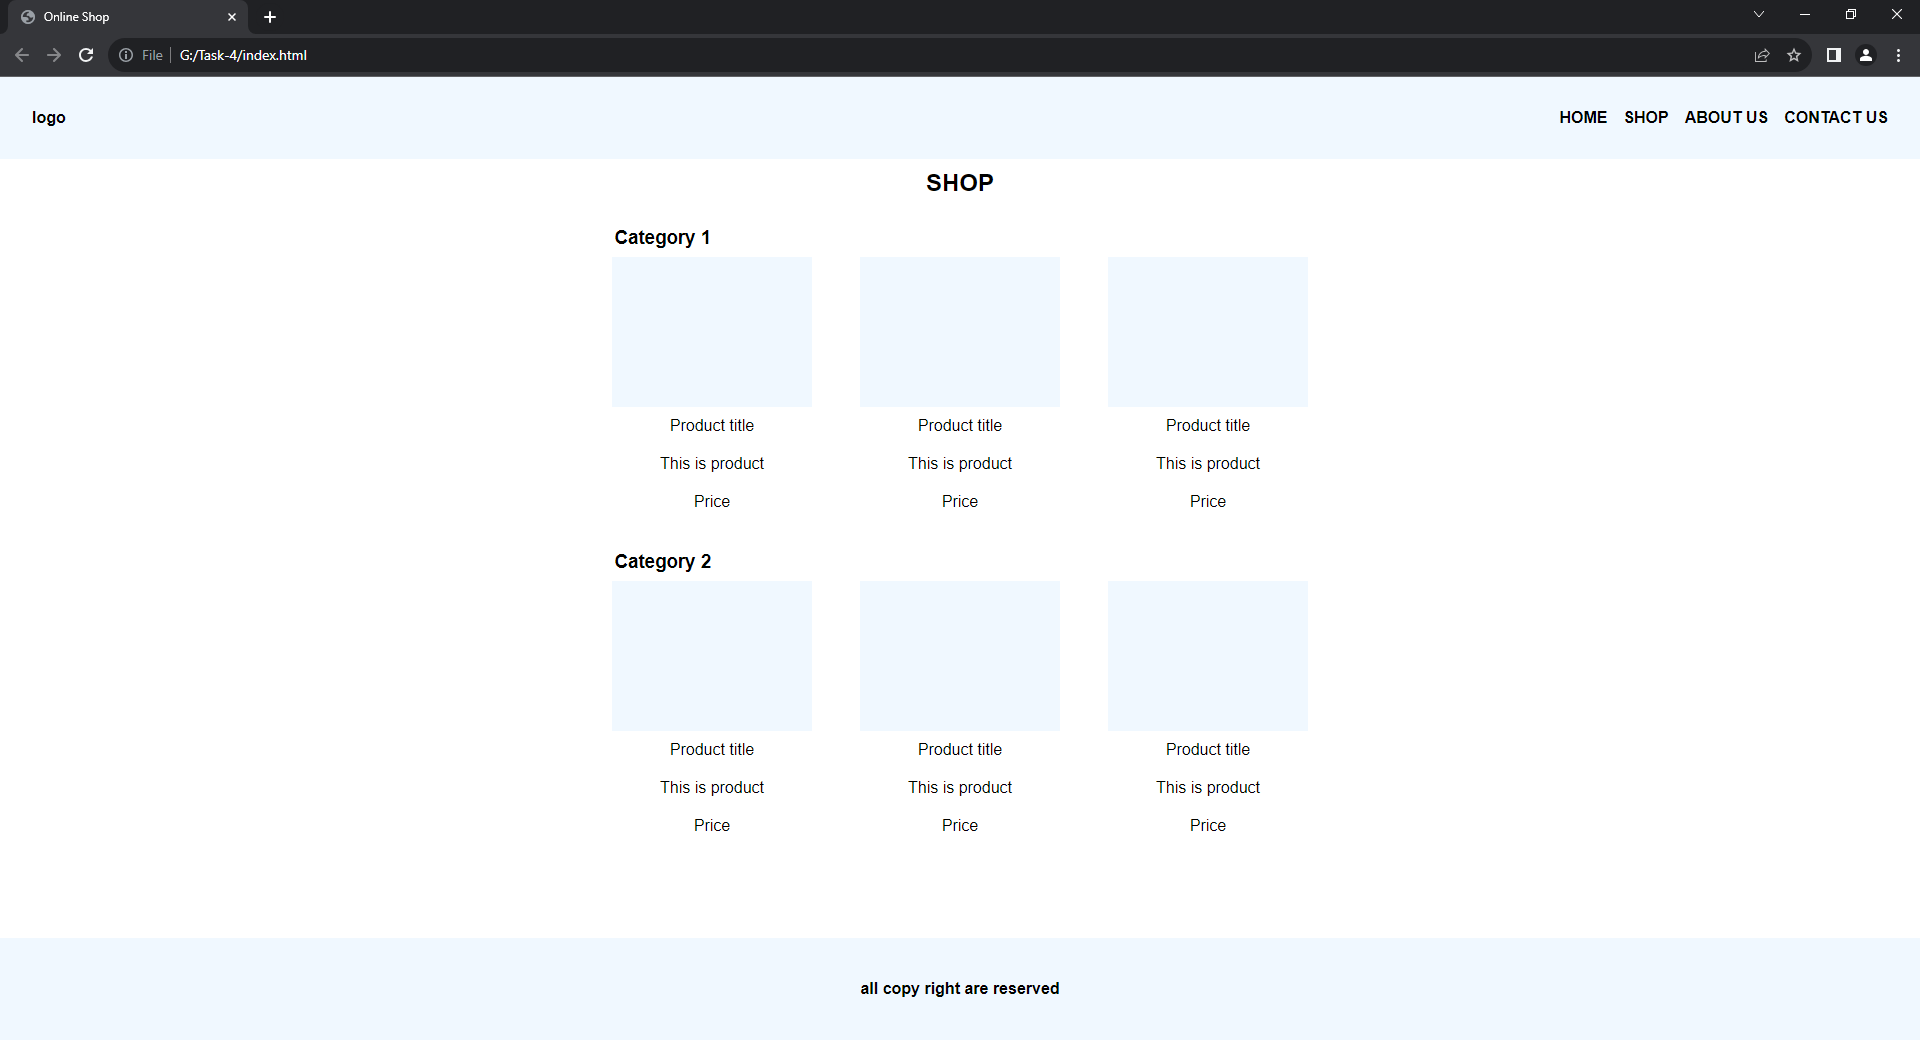 Online Shop
File G:/Task-4/index.html
logo HOME SHOP ABOUT US CONTACT US
SHOP
Category 1
Product title Product title Product title
This is product This is product This is product
Price Price Price
Category 2
Product title Product title Product title
This is product This is product This is product
Price Price Price
all copy right are reserved